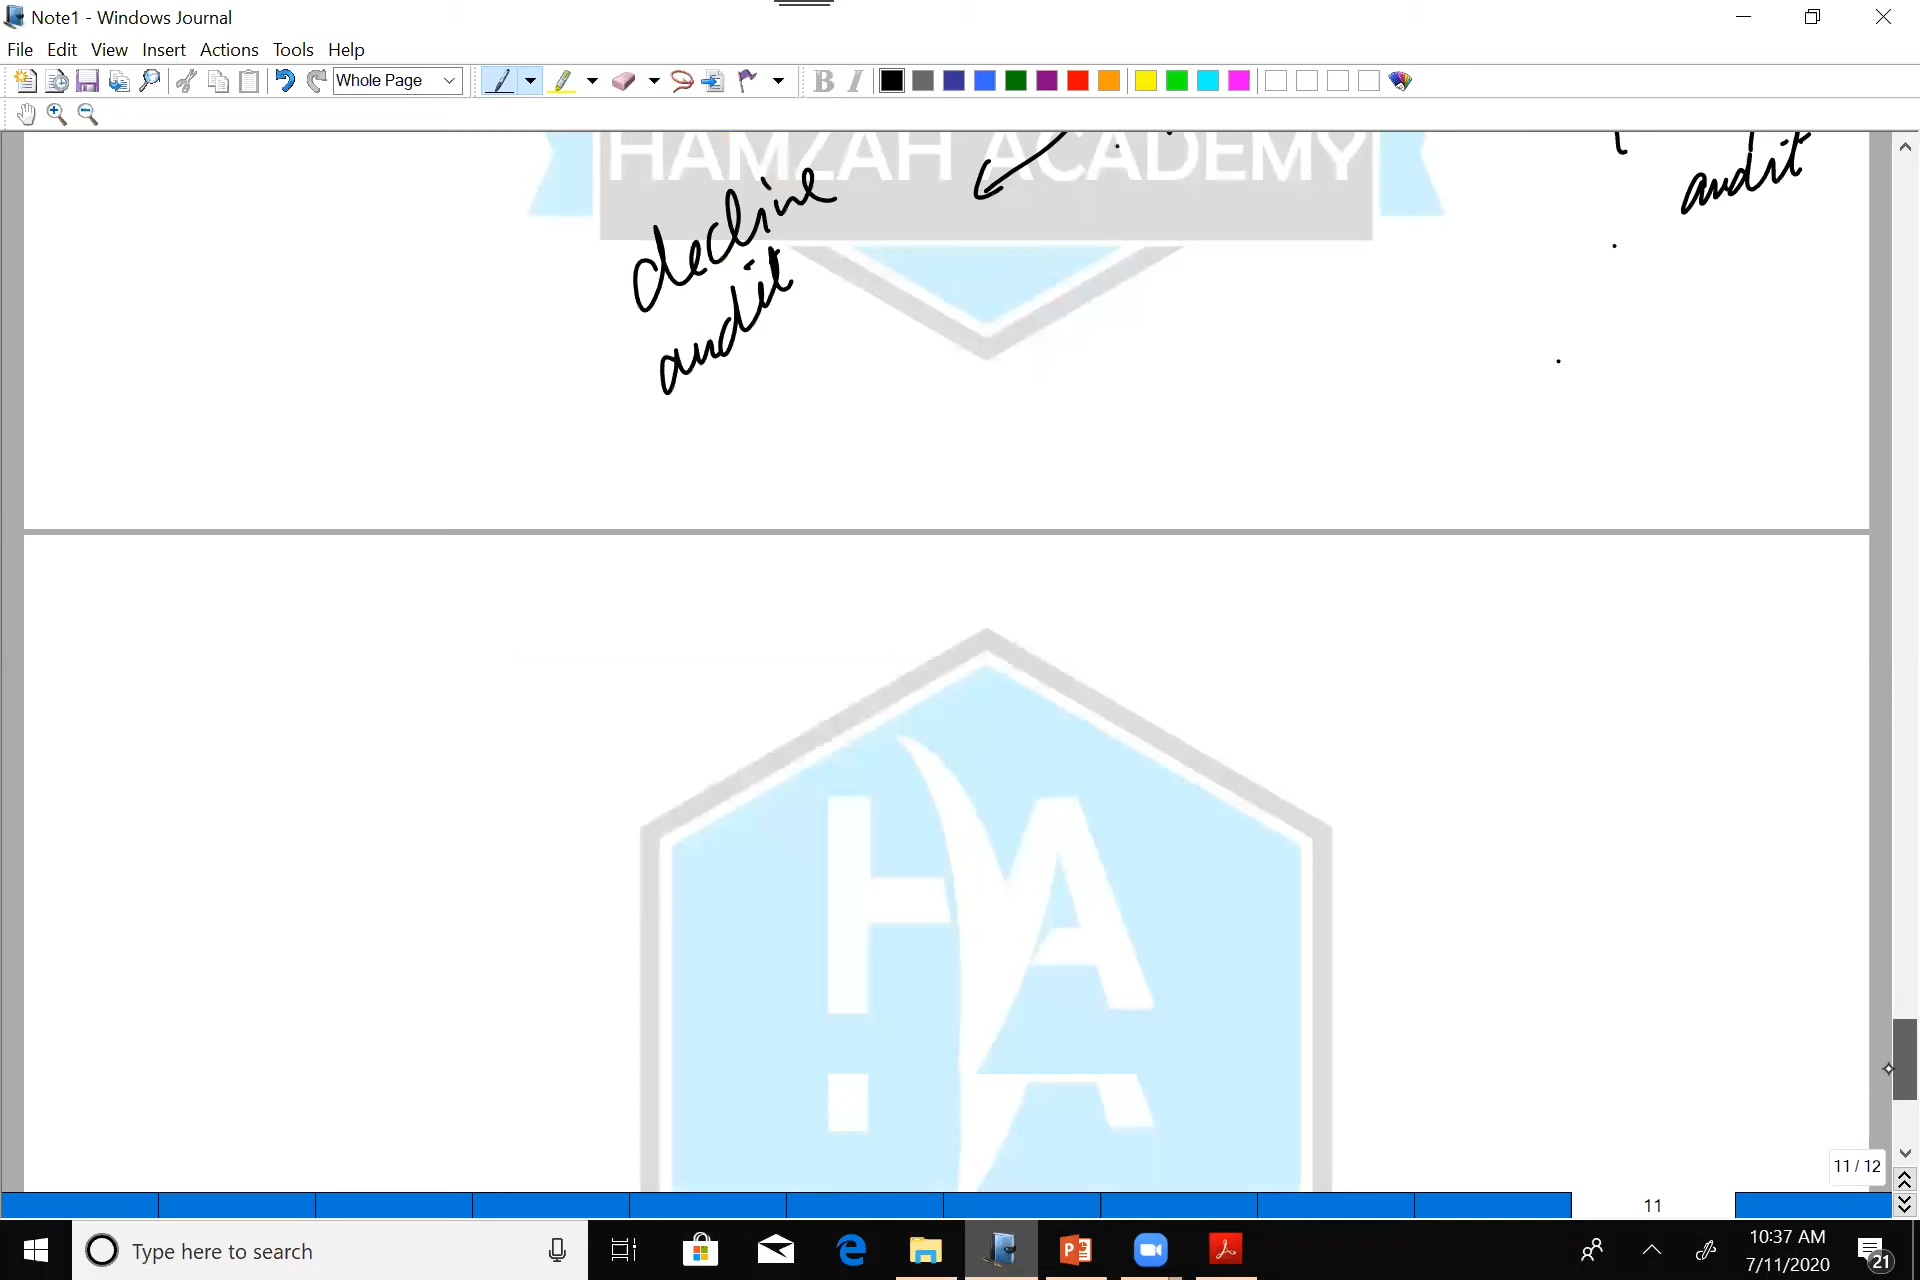 Note1 - Windows Journal
File Edit View Insert Actions Tools Help
Whole Page
B I
HAMZAH ACADEMY
audit
decline
audit
HA
11 / 12
11
Type here to search
10:37 AM
7/11/2020
21